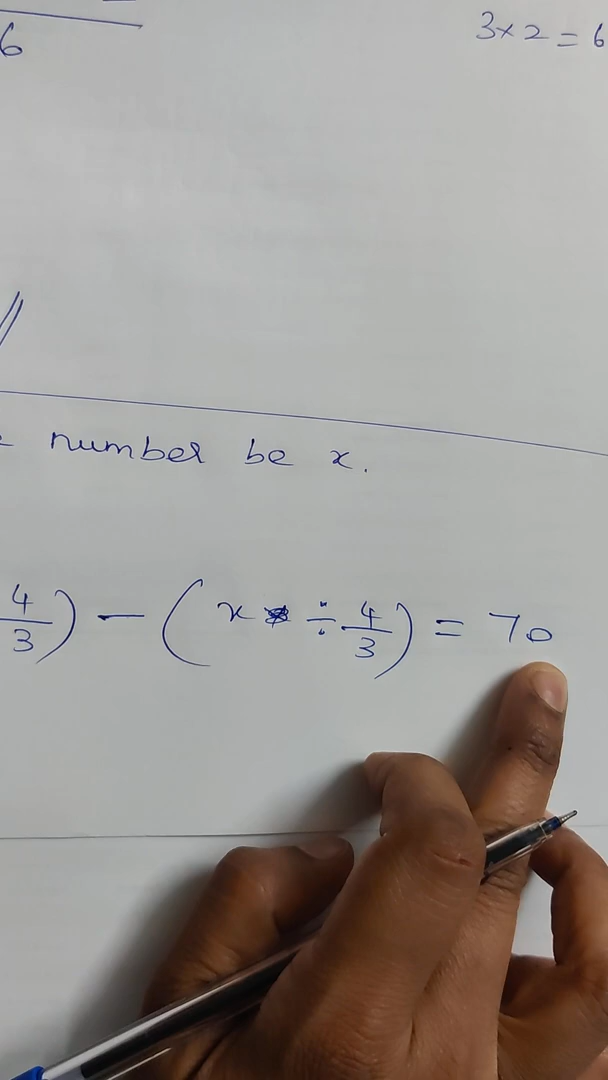 6
3 × 2 = 6
number be x.
4/3) - (x ÷ 4/3) = 70